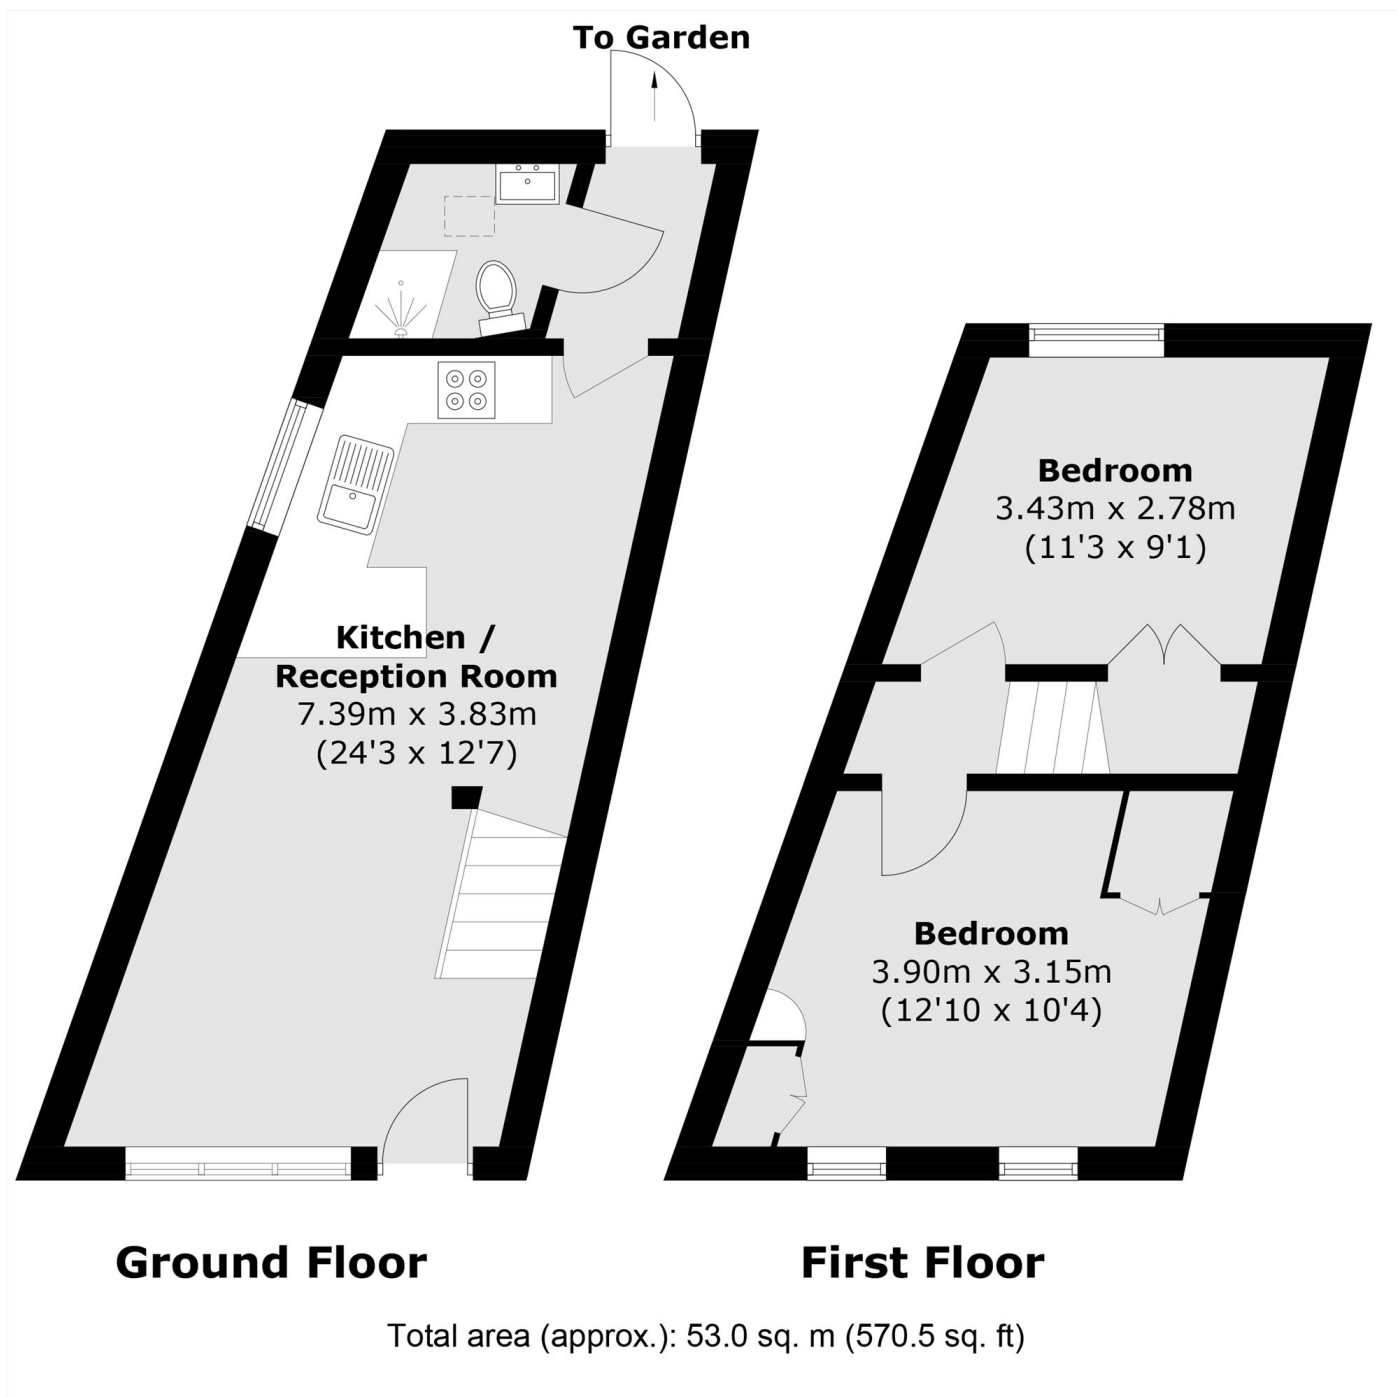 To Garden
Kitchen /
Reception Room
7.39m x 3.83m
(24'3 x 12'7)
Bedroom
3.43m x 2.78m
(11'3 x 9'1)
Bedroom
3.90m x 3.15m
(12'10 x 10'4)
Ground Floor
First Floor
Total area (approx.): 53.0 sq. m (570.5 sq. ft)